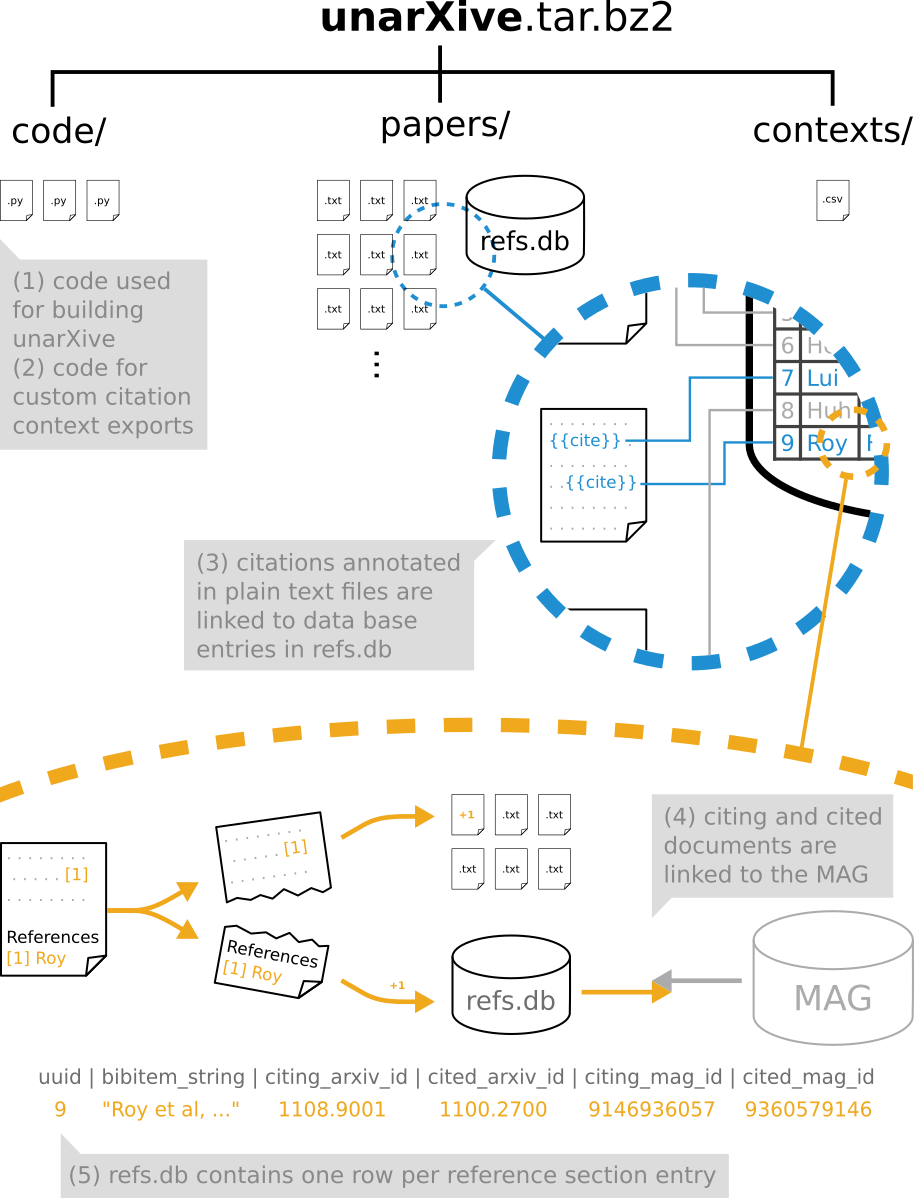 unarXive.tar.bz2
code/
papers/
contexts/
.py .py .py
.txt .txt .txt
.txt .txt .txt
.txt .txt .txt
refs.db
.csv
(1) code used
for building
unarXive
(2) code for
custom citation
context exports
6
7 Lui
8 Huh
9 Roy
{{cite}}
{{cite}}
(3) citations annotated
in plain text files are
linked to data base
entries in refs.db
[1]
References
[1] Roy
[1]
References
[1] Roy
+1 .txt .txt
.txt .txt .txt
+1
refs.db
(4) citing and cited
documents are
linked to the MAG
MAG
uuid | bibitem_string | citing_arxiv_id | cited_arxiv_id | citing_mag_id | cited_mag_id
9 "Roy et al, ..." 1108.9001 1100.2700 9146936057 9360579146
(5) refs.db contains one row per reference section entry